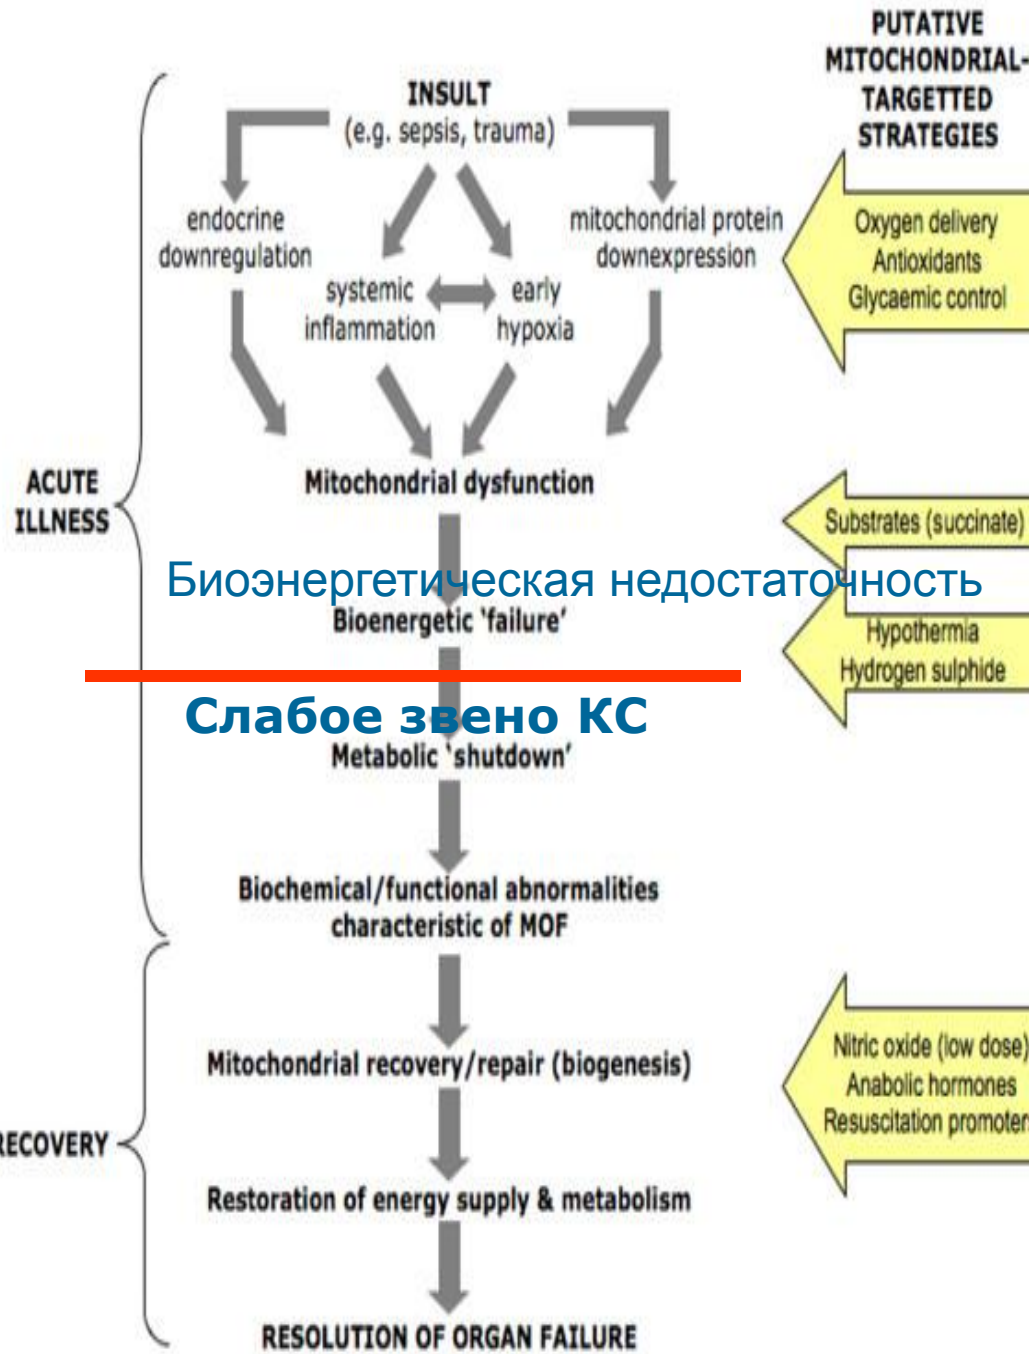 PUTATIVE
MITOCHONDRIAL-
TARGETTED
STRATEGIES
INSULT
(e.g. sepsis, trauma)
endocrine
downregulation
mitochondrial protein
downexpression
systemic
inflammation
early
hypoxia
Oxygen delivery
Antioxidants
Glycaemic control
ACUTE
ILLNESS
Mitochondrial dysfunction
Substrates (succinate)
Биоэнергетическая недостаточность
Bioenergetic ‘failure’
Hypothermia
Hydrogen sulphide
Слабое звено КС
Metabolic ‘shutdown’
Biochemical/functional abnormalities
characteristic of MOF
Mitochondrial recovery/repair (biogenesis)
Nitric oxide (low dose)
Anabolic hormones
Resuscitation promoters
RECOVERY
Restoration of energy supply & metabolism
RESOLUTION OF ORGAN FAILURE